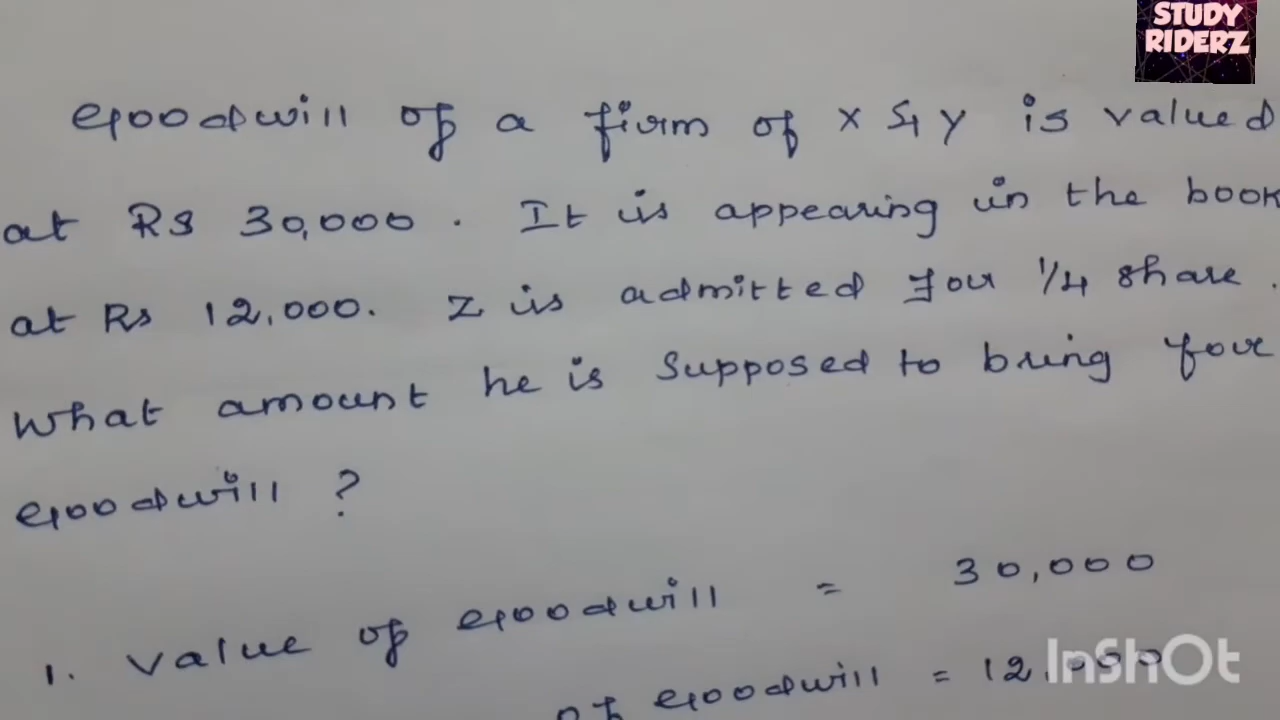 STUDY
RIDERZ
Goodwill of a firm of X & Y is valued
at Rs 30,000. It is appearing in the book
at Rs 12,000. Z is admitted for 1/4 share.
What amount he is supposed to bring for
goodwill ?
1. Value of goodwill = 30,000
of goodwill = 12,000
InShOt